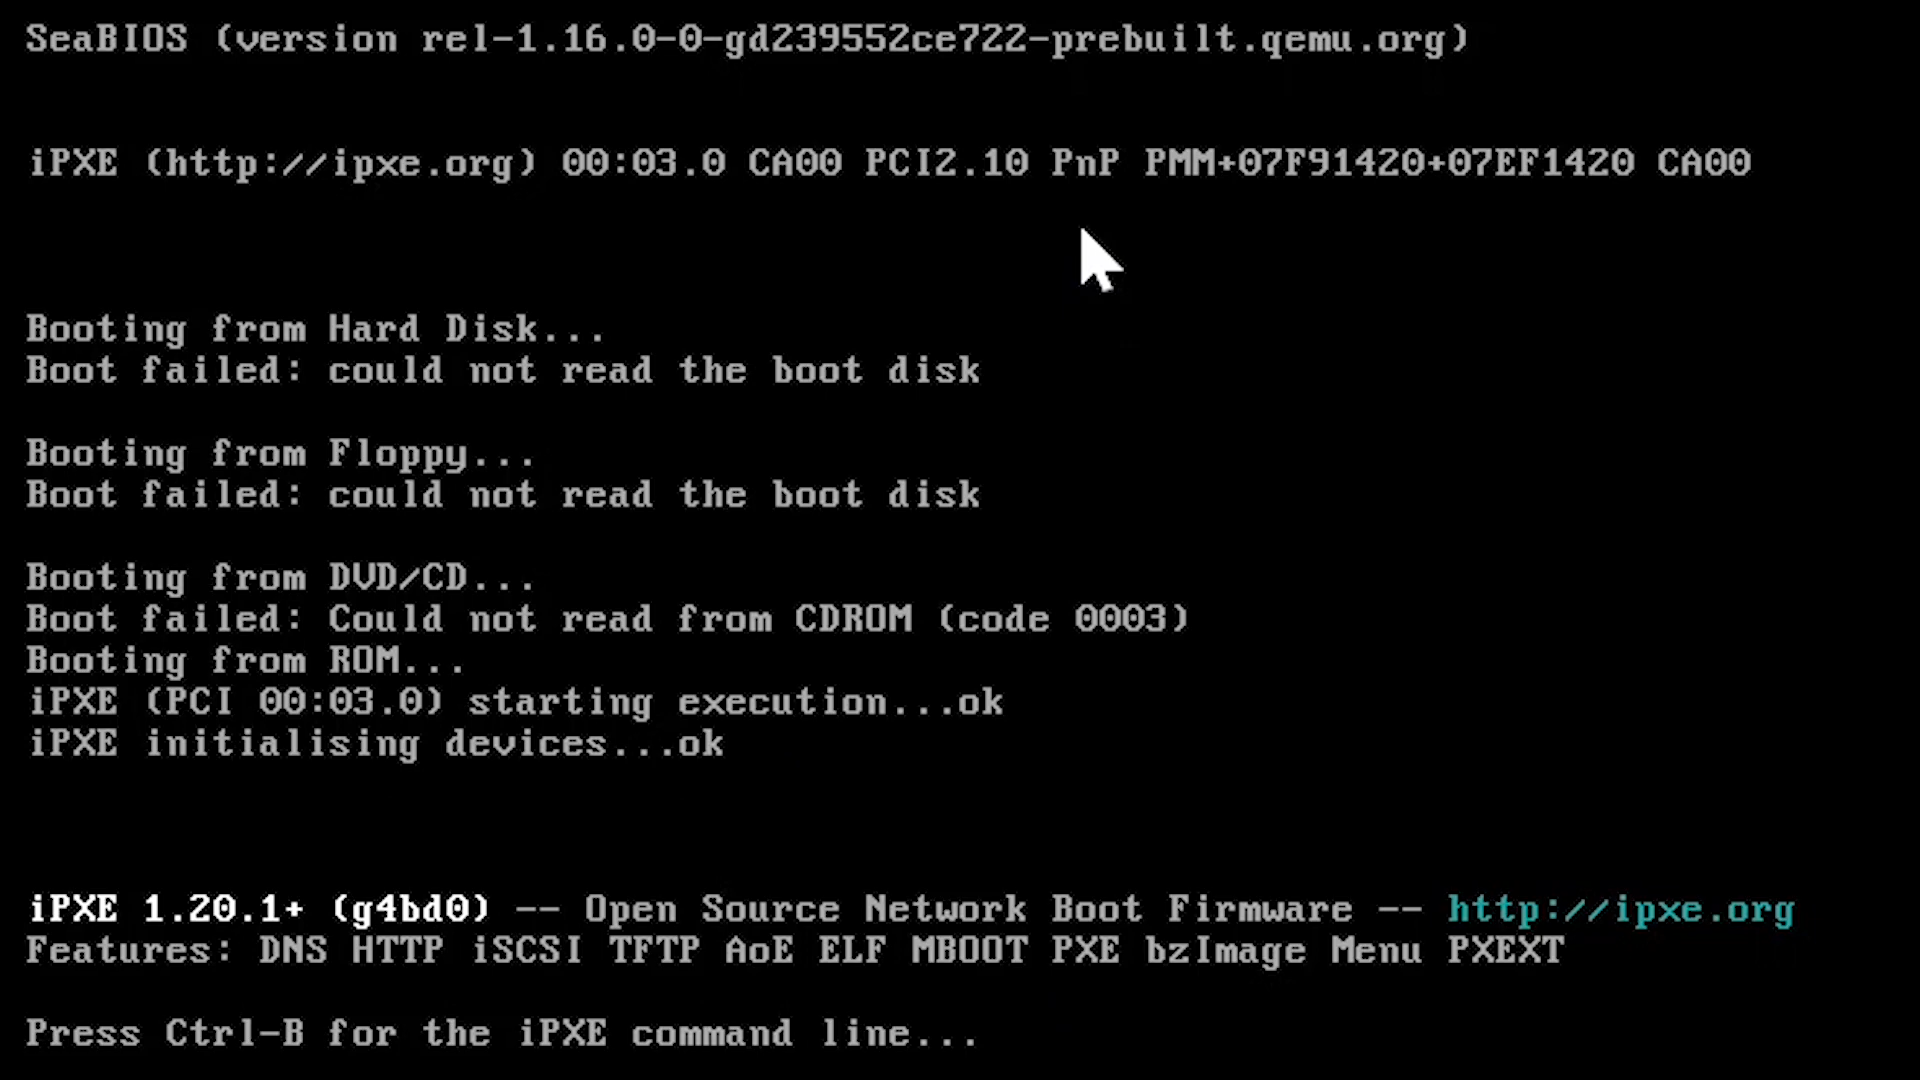 SeaBIOS (version rel-1.16.0-0-gd239552ce722-prebuilt.qemu.org)
iPXE (http://ipxe.org) 00:03.0 CA00 PCI2.10 PnP PMM+07F91420+07EF1420 CA00
Booting from Hard Disk...
Boot failed: could not read the boot disk
Booting from Floppy...
Boot failed: could not read the boot disk
Booting from DVD/CD...
Boot failed: Could not read from CDROM (code 0003)
Booting from ROM...
iPXE (PCI 00:03.0) starting execution...ok
iPXE initialising devices...ok
iPXE 1.20.1+ (g4bd0) -- Open Source Network Boot Firmware -- http://ipxe.org
Features: DNS HTTP iSCSI TFTP AoE ELF MBOOT PXE bzImage Menu PXEXT
Press Ctrl-B for the iPXE command line...